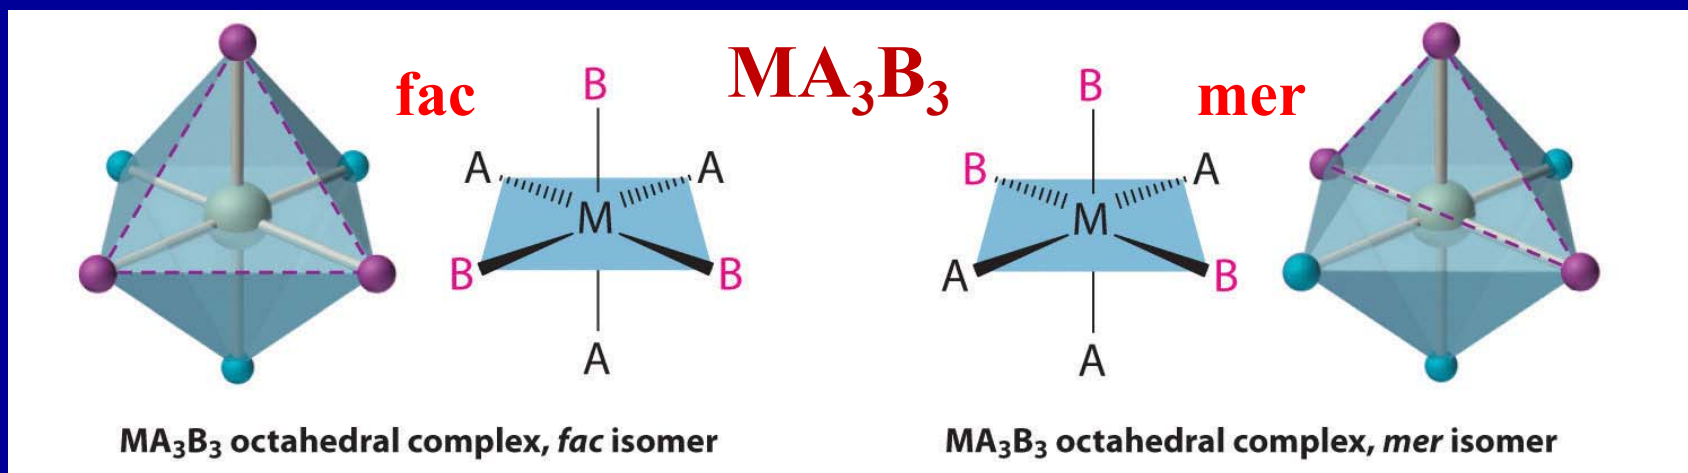 MA₃B₃
fac
mer
B
A A
M
B B
A
B
B A
M
A B
A
MA₃B₃ octahedral complex, fac isomer
MA₃B₃ octahedral complex, mer isomer